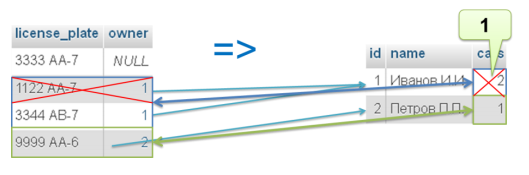 1
license_plate owner
=>
id name cars
3333 AA-7 NULL
1122 AA-7 1
1 Иванов И.И. 2
3344 AB-7 1
2 Петров П.П. 1
9999 AA-6 2